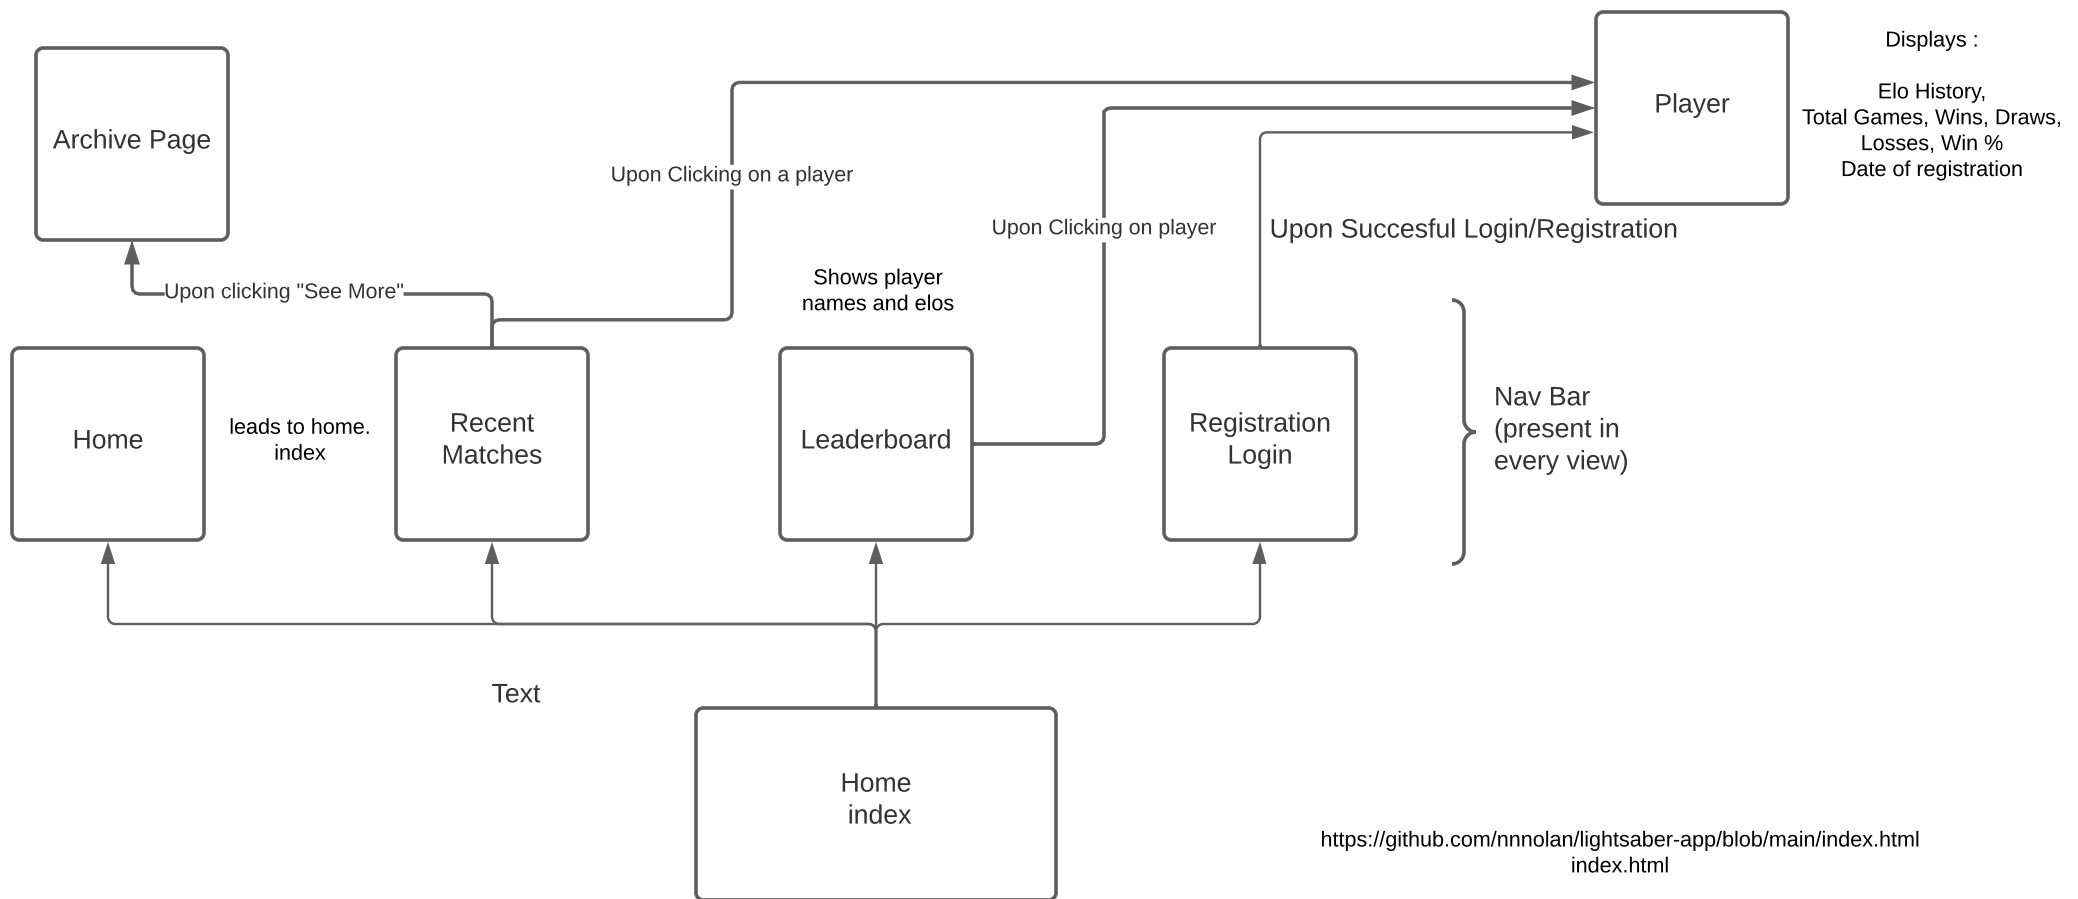 Displays :
Elo History,
Total Games, Wins, Draws,
Losses, Win %
Date of registration
Player
Archive Page
Upon Clicking on a player
Upon Clicking on player
Upon Succesful Login/Registration
Upon clicking "See More"
Shows player
names and elos
Home
leads to home.
index
Recent
Matches
Leaderboard
Registration
Login
Nav Bar
(present in
every view)
Text
Home
index
https://github.com/nnnolan/lightsaber-app/blob/main/index.html
index.html